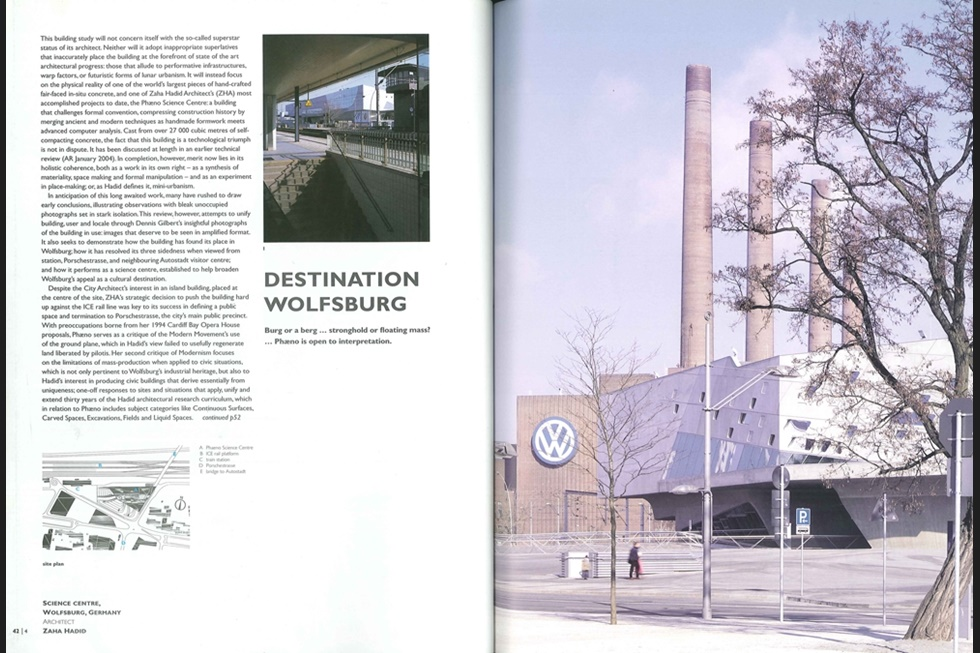 This building study will not concern itself with the so-called superstar
status of its architect. Neither will it adopt inappropriate superlatives
that inaccurately place the building at the forefront of state of the art
architectural progress: those that allude to performative infrastructures,
warp factors, or futuristic forms of lunar urbanism. It will instead focus
on the physical reality of one of the world's largest pieces of hand-crafted
fair-faced in-situ concrete, and one of Zaha Hadid Architect's (ZHA) most
accomplished projects to date, the Phæno Science Centre: a building
that challenges formal convention, compressing construction history by
merging ancient and modern techniques as handmade formwork meets
advanced computer analysis. Cast from over 27 000 cubic metres of self-
compacting concrete, the fact that this building is a technological triumph
is not in dispute. It has been discussed at length in an earlier technical
review (AR January 2004). In completion, however, merit now lies in its
holistic coherence, both as a work in its own right – as a synthesis of
materiality, space making and formal manipulation – and as an experiment
in place-making; or, as Hadid defines it, mini-urbanism.
In anticipation of this long awaited work, many have rushed to draw
early conclusions, illustrating observations with bleak unoccupied
photographs set in stark isolation. This review, however, attempts to unify
building, user and locale through Dennis Gilbert's insightful photographs
of the building in use: images that deserve to be seen in amplified format.
It also seeks to demonstrate how the building has found its place in
Wolfsburg, how it has resolved its three sidedness when viewed from
station, Porschestrasse, and neighbouring Autostadt visitor centre;
and how it performs as a science centre, established to help broaden
Wolfsburg's appeal as a cultural destination.
Despite the City Architect's interest in an island building, placed at
the centre of the site, ZHA's strategic decision to push the building hard
up against the ICE rail line was key to its success in defining a public
space and termination to Porschestrasse, the city's main public precinct.
With preoccupations borne from her 1994 Cardiff Bay Opera House
proposals, Phæno serves as a critique of the Modern Movement's use
of the ground plane, which in Hadid's view failed to usefully regenerate
land liberated by pilotis. Her second critique of Modernism focuses
on the limitations of mass-production when applied to civic situations,
which is not only pertinent to Wolfsburg's industrial heritage, but also to
Hadid's interest in producing civic buildings that derive essentially from
uniqueness; one-off responses to sites and situations that apply, unify and
extend thirty years of the Hadid architectural research curriculum, which
in relation to Phæno includes subject categories like Continuous Surfaces,
Carved Spaces, Excavations, Fields and Liquid Spaces. continued p52
DESTINATION
WOLFSBURG
Burg or a berg ... stronghold or floating mass?
... Phæno is open to interpretation.
A Phæno Science Centre
B ICE rail platform
C train station
D Porschestrasse
E bridge to Autostadt
site plan
SCIENCE CENTRE,
WOLFSBURG, GERMANY
ARCHITECT
ZAHA HADID
42 | 4
VW
P